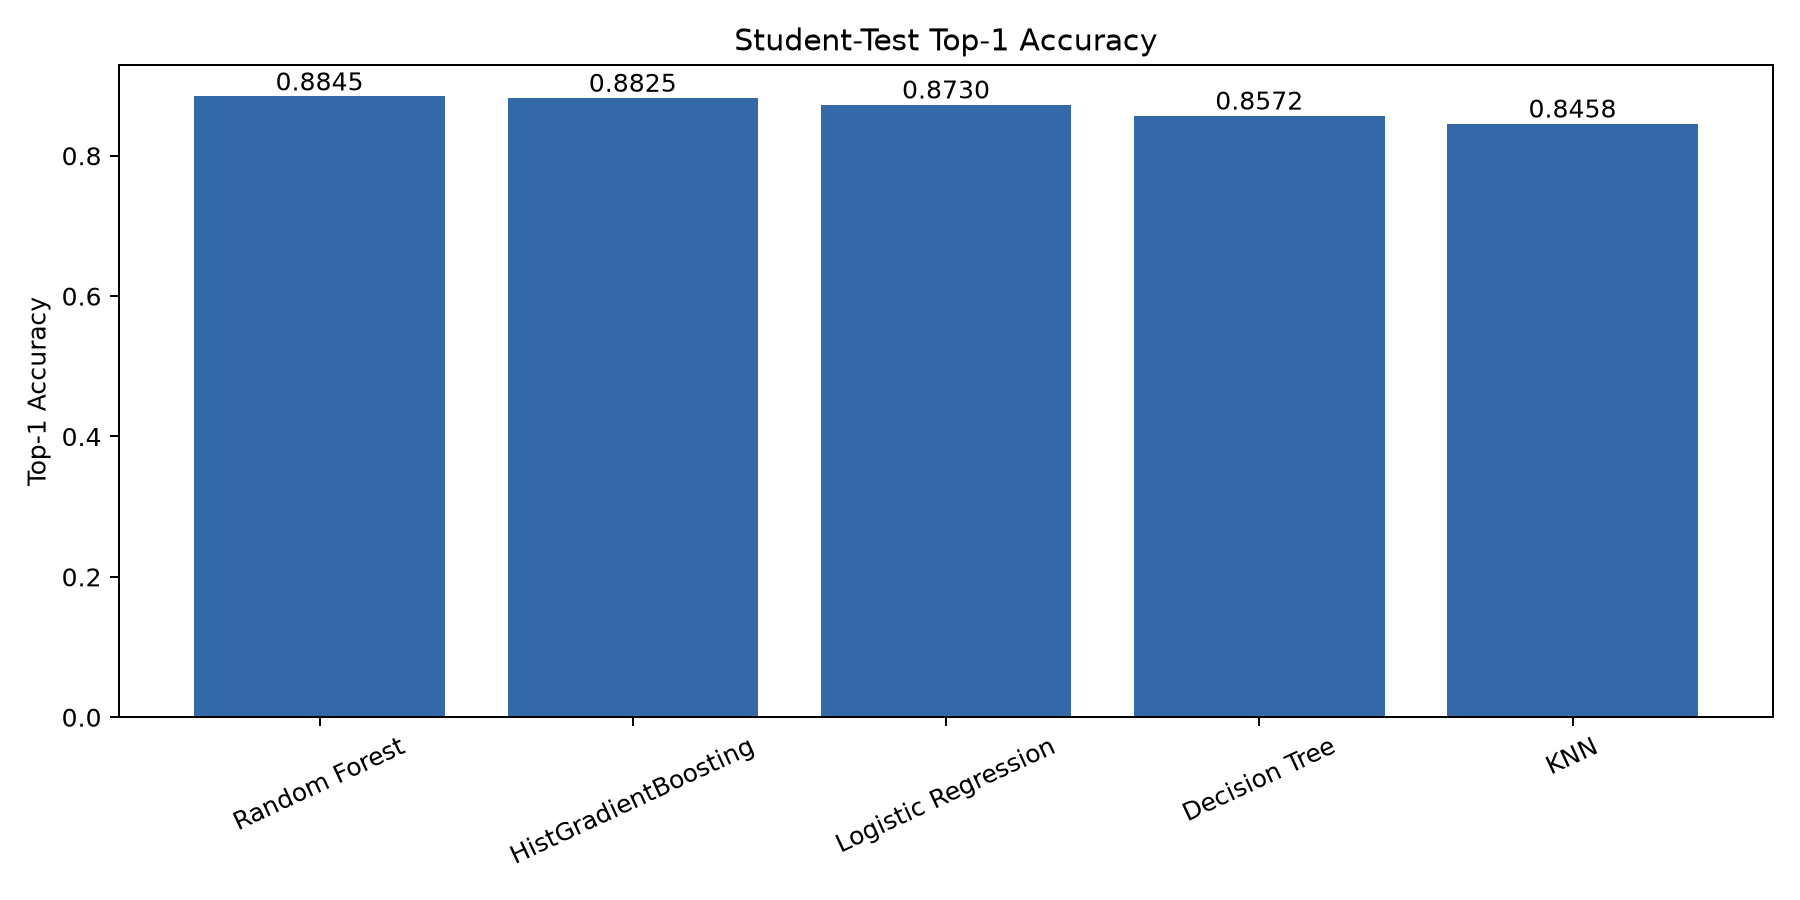 Student-Test Top-1 Accuracy
0.8845
0.8825
0.8730
0.8572
0.8458
Top-1 Accuracy
0.8
0.6
0.4
0.2
0.0
Random Forest
HistGradientBoosting
Logistic Regression
Decision Tree
KNN